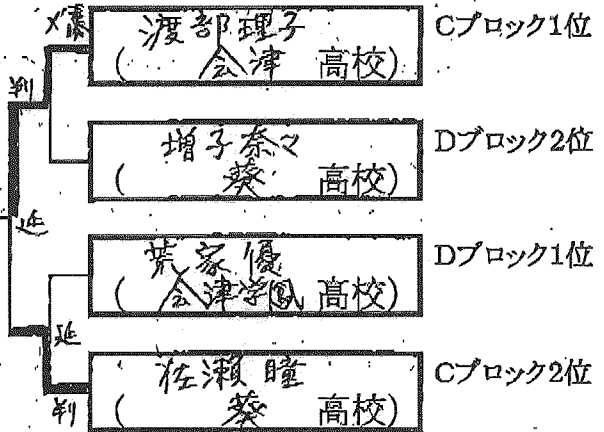 渡部理子
(会津 高校)
Cブロック1位
判
増子奈々
(葵 高校)
Dブロック2位
延
荒家優
(会津学鳳 高校)
Dブロック1位
延
佐瀬瞳
(葵 高校)
Cブロック2位
判